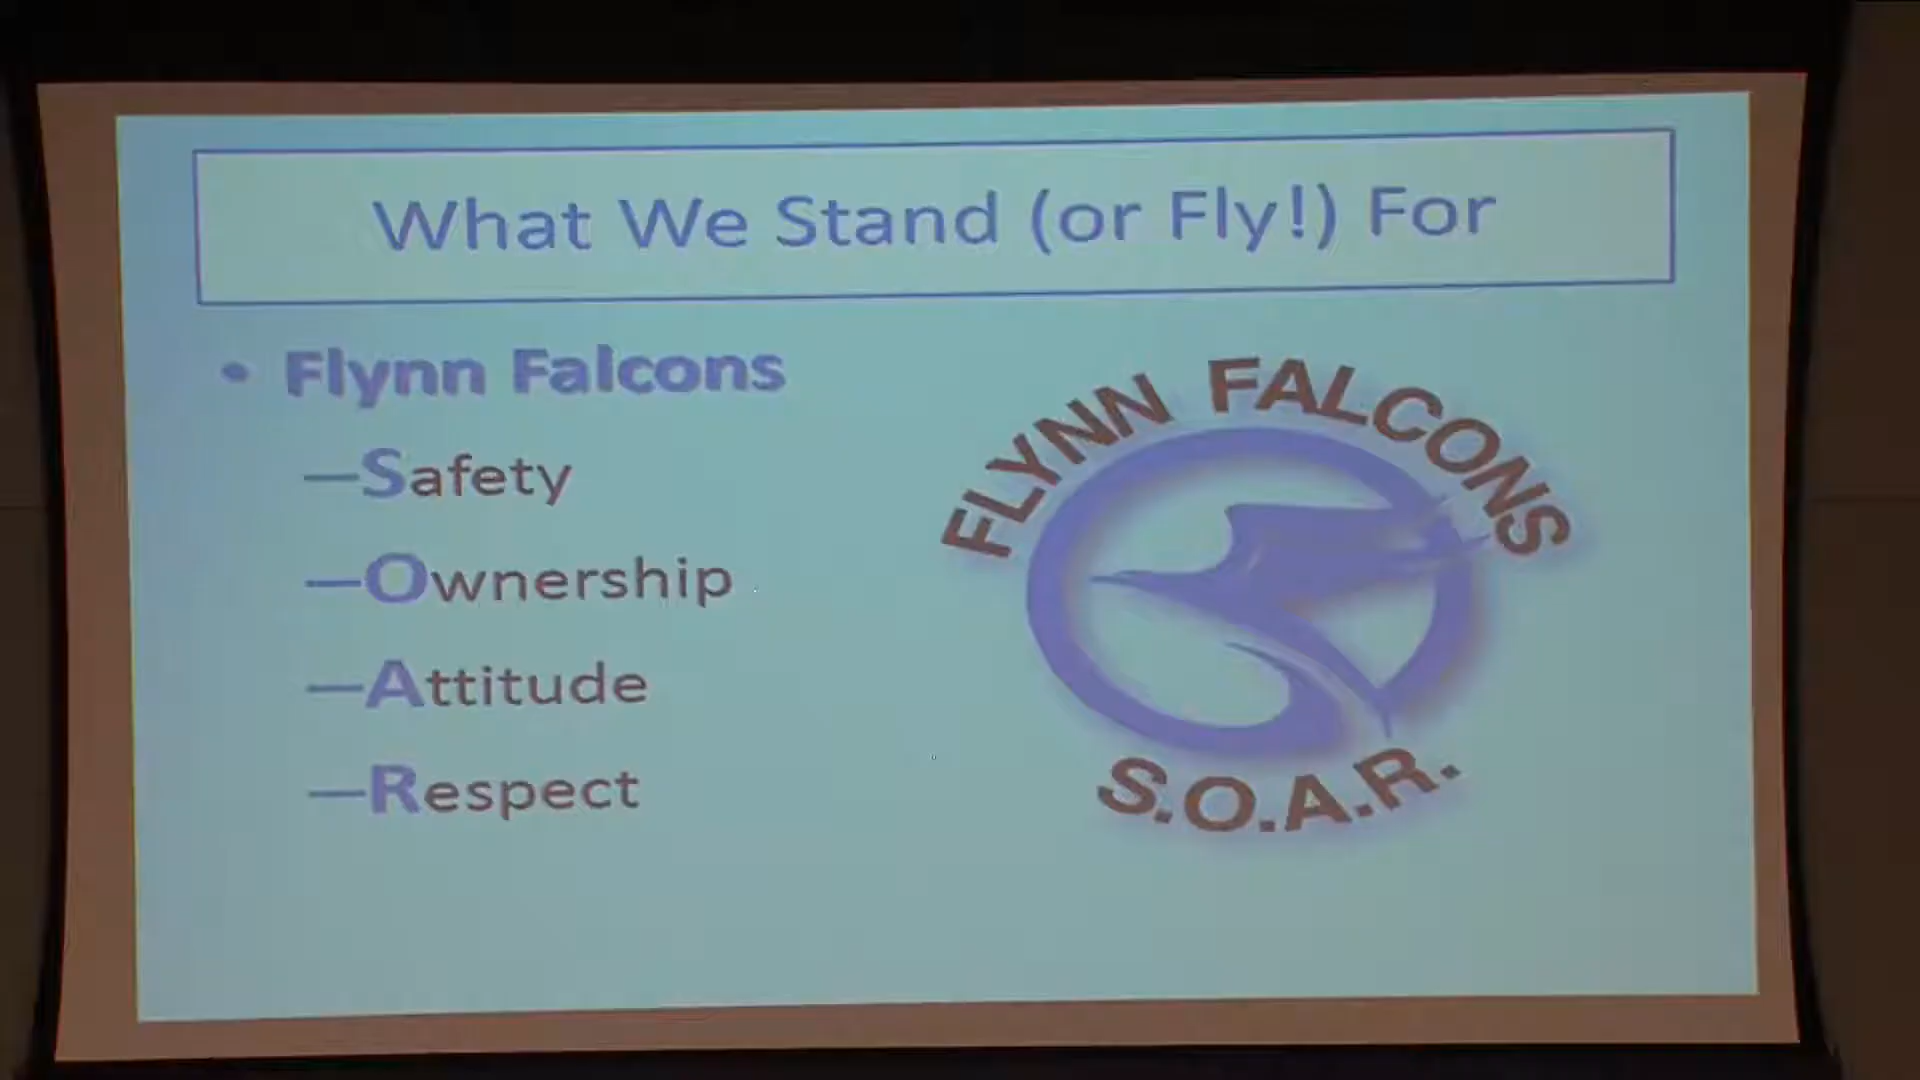 What We Stand (or Fly!) For
• Flynn Falcons
—Safety
—Ownership
—Attitude
—Respect
FLYNN FALCONS
S.O.A.R.